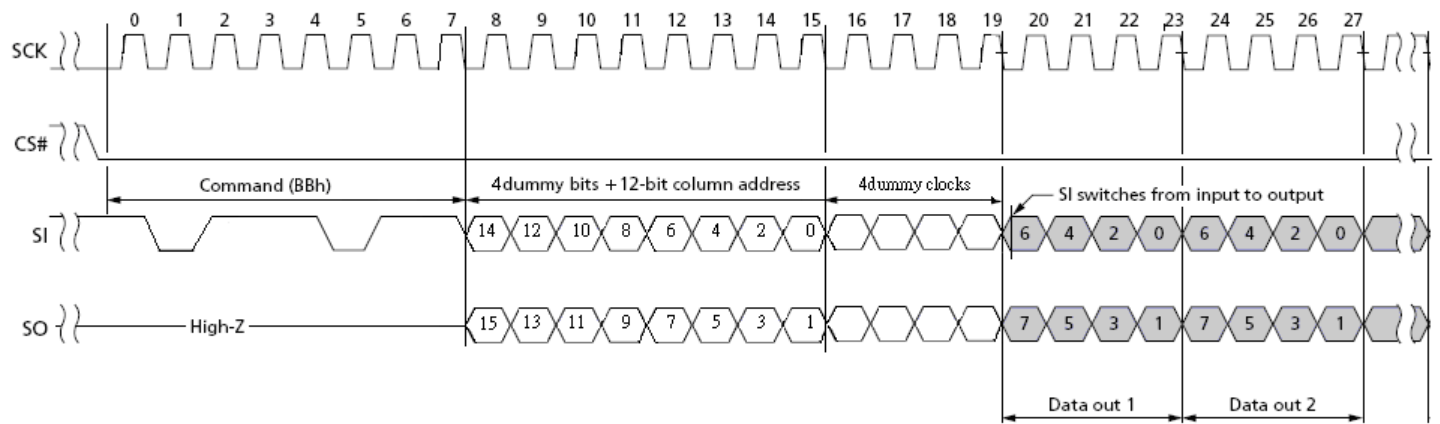 0 1 2 3 4 5 6 7 8 9 10 11 12 13 14 15 16 17 18 19 20 21 22 23 24 25 26 27
SCK
CS#
Command (BBh) 4dummy bits + 12-bit column address 4dummy clocks
SI switches from input to output
SI 14 12 10 8 6 4 2 0 6 4 2 0 6 4 2 0
SO High-Z 15 13 11 9 7 5 3 1 7 5 3 1 7 5 3 1
Data out 1 Data out 2